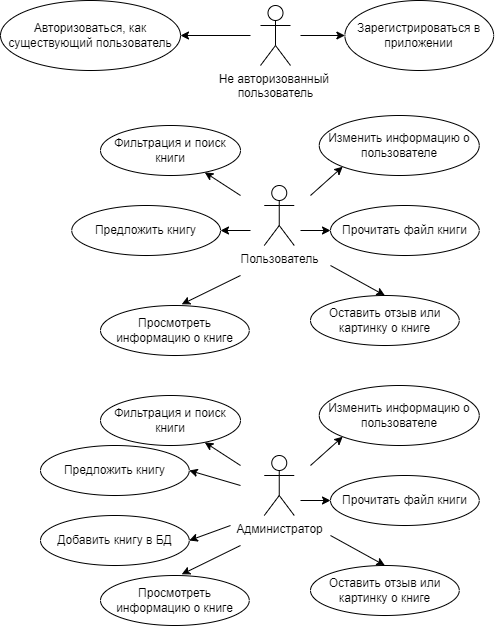 Авторизоваться, как
существующий пользователь
Зарегистрироваться в
приложении
Не авторизованный
пользователь
Фильтрация и поиск
книги
Изменить информацию о
пользователе
Предложить книгу
Прочитать файл книги
Пользователь
Просмотреть
информацию о книге
Оставить отзыв или
картинку о книге
Фильтрация и поиск
книги
Изменить информацию о
пользователе
Предложить книгу
Прочитать файл книги
Администратор
Добавить книгу в БД
Просмотреть
информацию о книге
Оставить отзыв или
картинку о книге